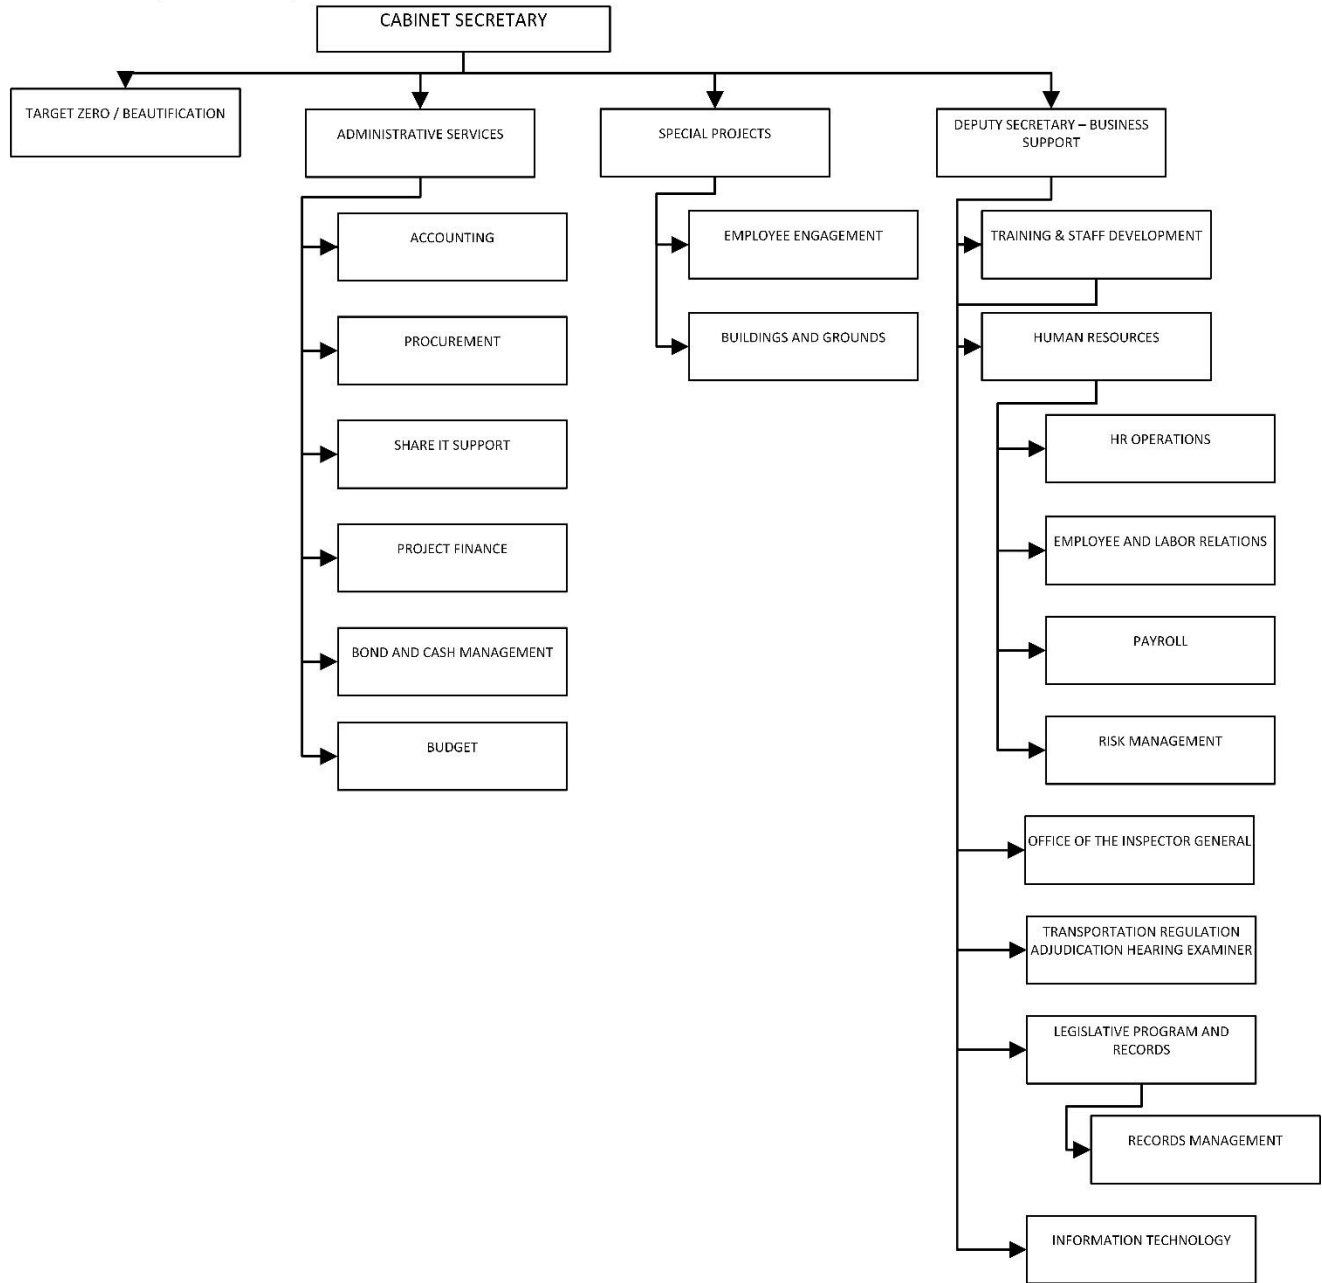 CABINET SECRETARY
TARGET ZERO / BEAUTIFICATION
ADMINISTRATIVE SERVICES
SPECIAL PROJECTS
DEPUTY SECRETARY – BUSINESS
SUPPORT
ACCOUNTING
PROCUREMENT
SHARE IT SUPPORT
PROJECT FINANCE
BOND AND CASH MANAGEMENT
BUDGET
EMPLOYEE ENGAGEMENT
BUILDINGS AND GROUNDS
TRAINING & STAFF DEVELOPMENT
HUMAN RESOURCES
HR OPERATIONS
EMPLOYEE AND LABOR RELATIONS
PAYROLL
RISK MANAGEMENT
OFFICE OF THE INSPECTOR GENERAL
TRANSPORTATION REGULATION
ADJUDICATION HEARING EXAMINER
LEGISLATIVE PROGRAM AND
RECORDS
RECORDS MANAGEMENT
INFORMATION TECHNOLOGY